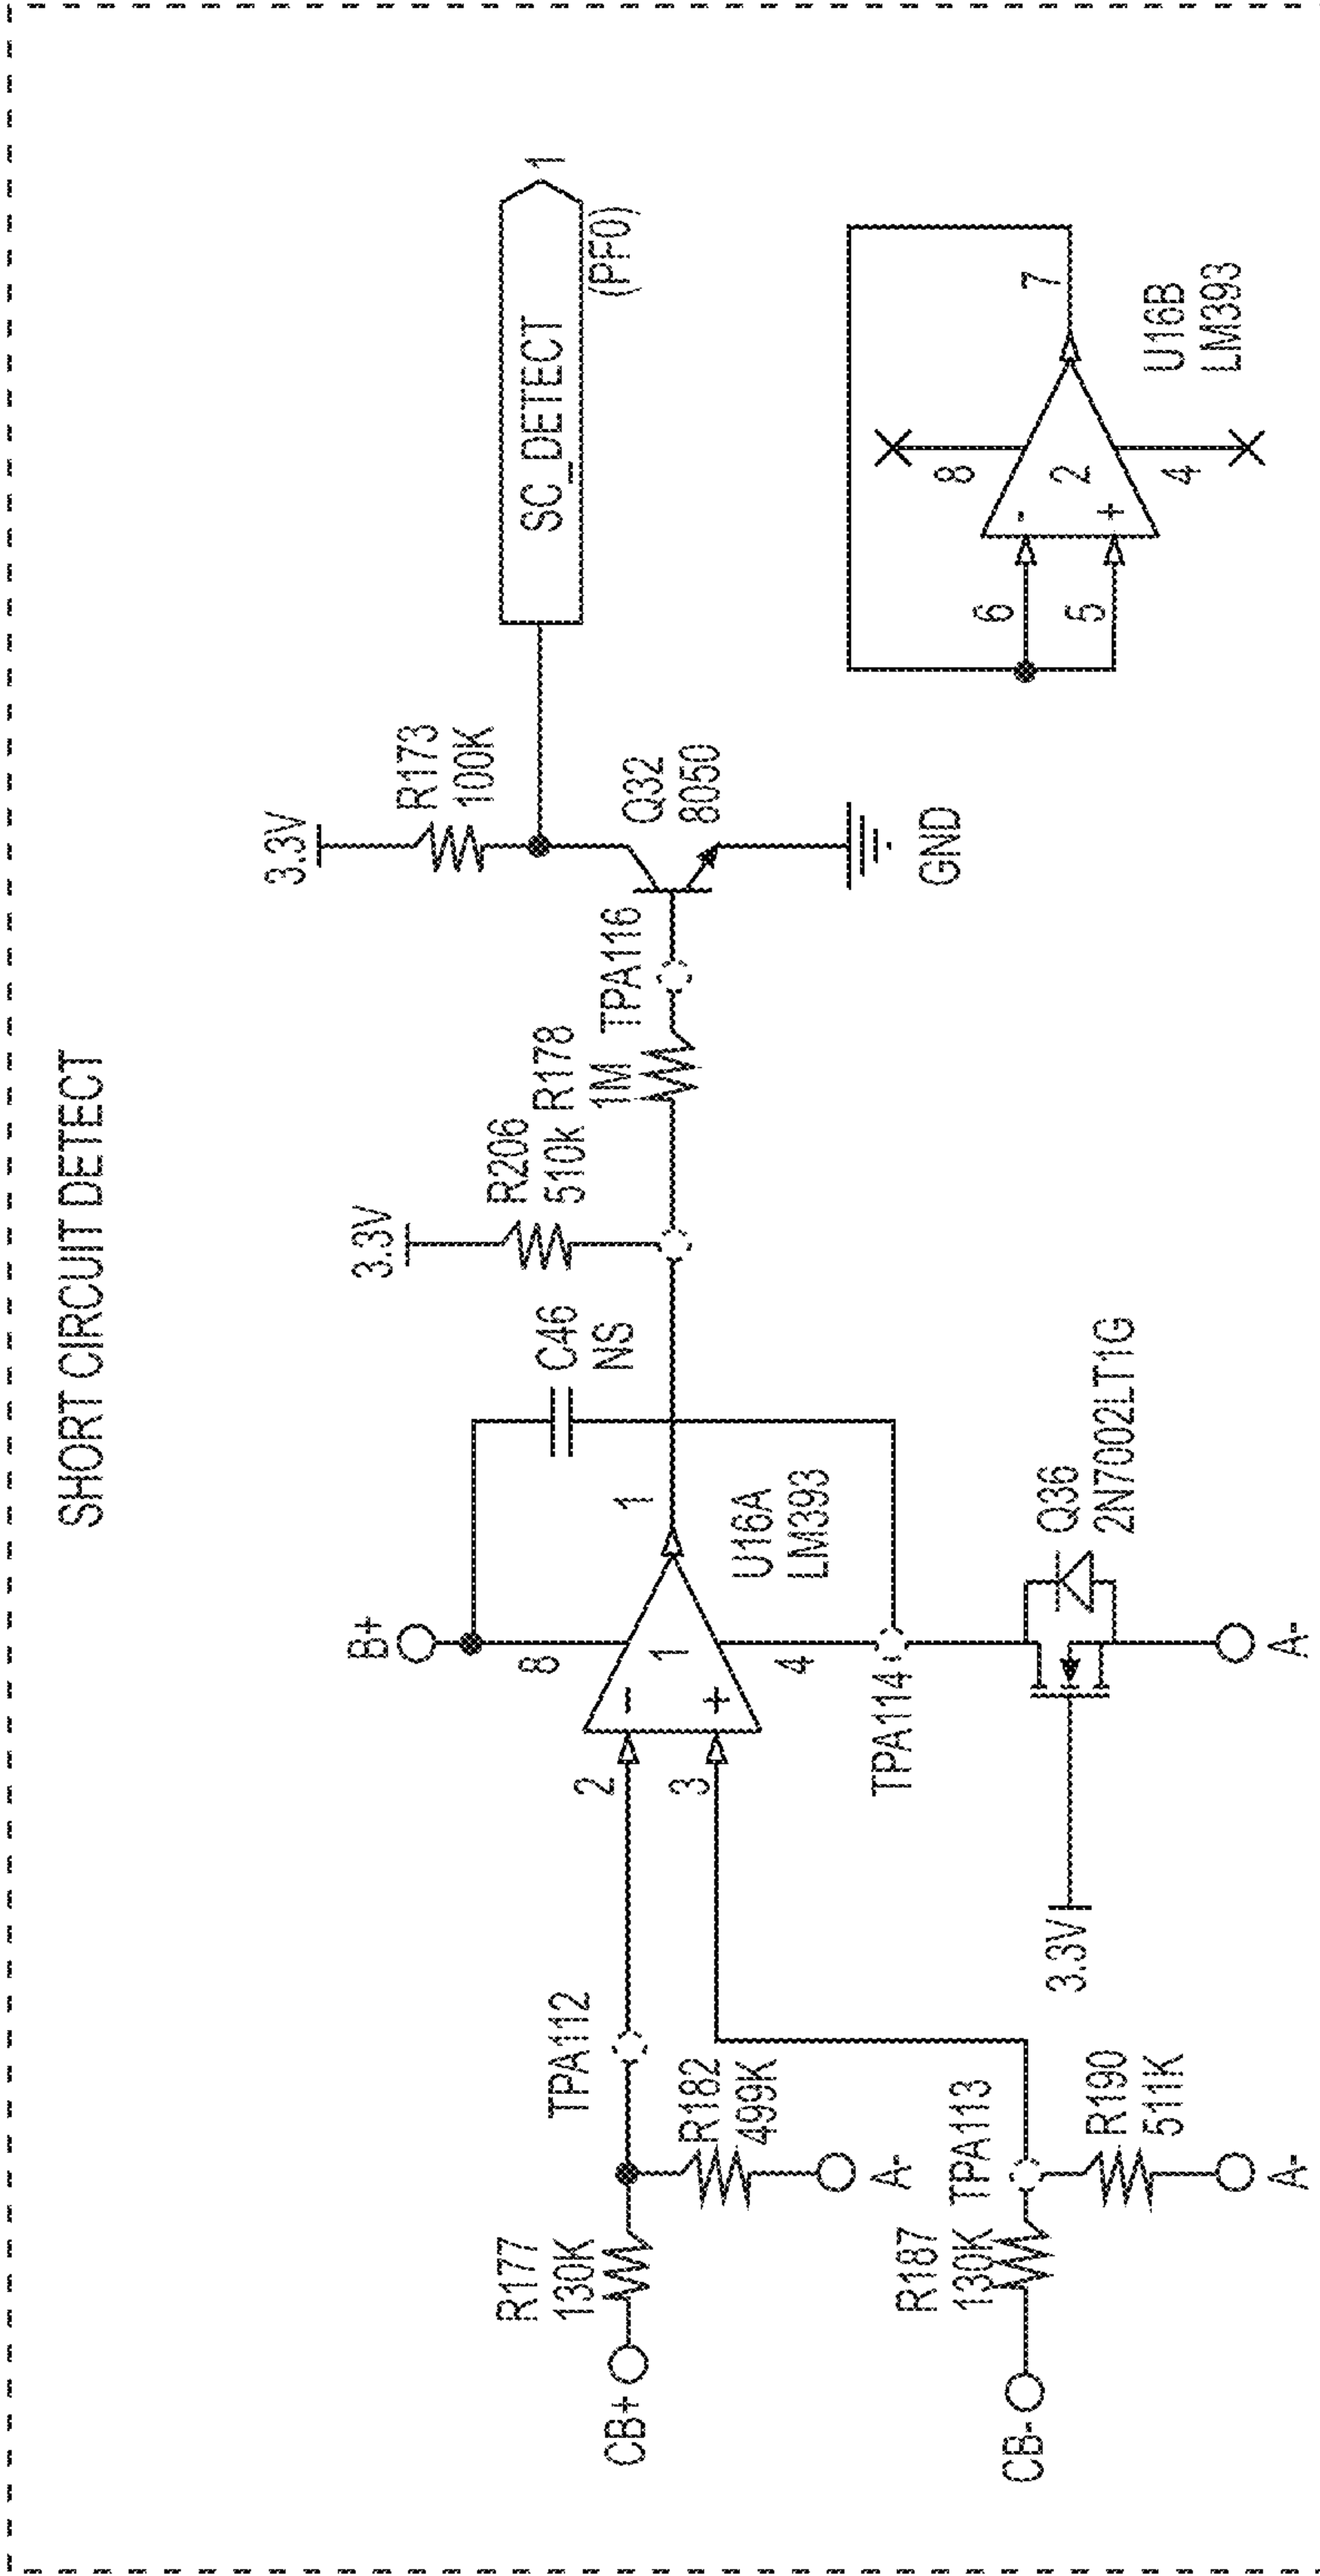 SHORT CIRCUIT DETECT
3.3V
R173
100K
SC_DETECT
1
(PF0)
3.3V
R206
510k
R178
1M
TPA116
Q32
8050
GND
B+
C46
NS
8
1
2
-
1
3
+
4
U16A
LM393
TPA114
TPA112
R177
130K
CB+
R182
499K
A-
TPA113
R187
130K
CB-
R190
511K
A-
3.3V
Q36
2N7002LT1G
A-
7
8
6
-
2
5
+
4
U16B
LM393